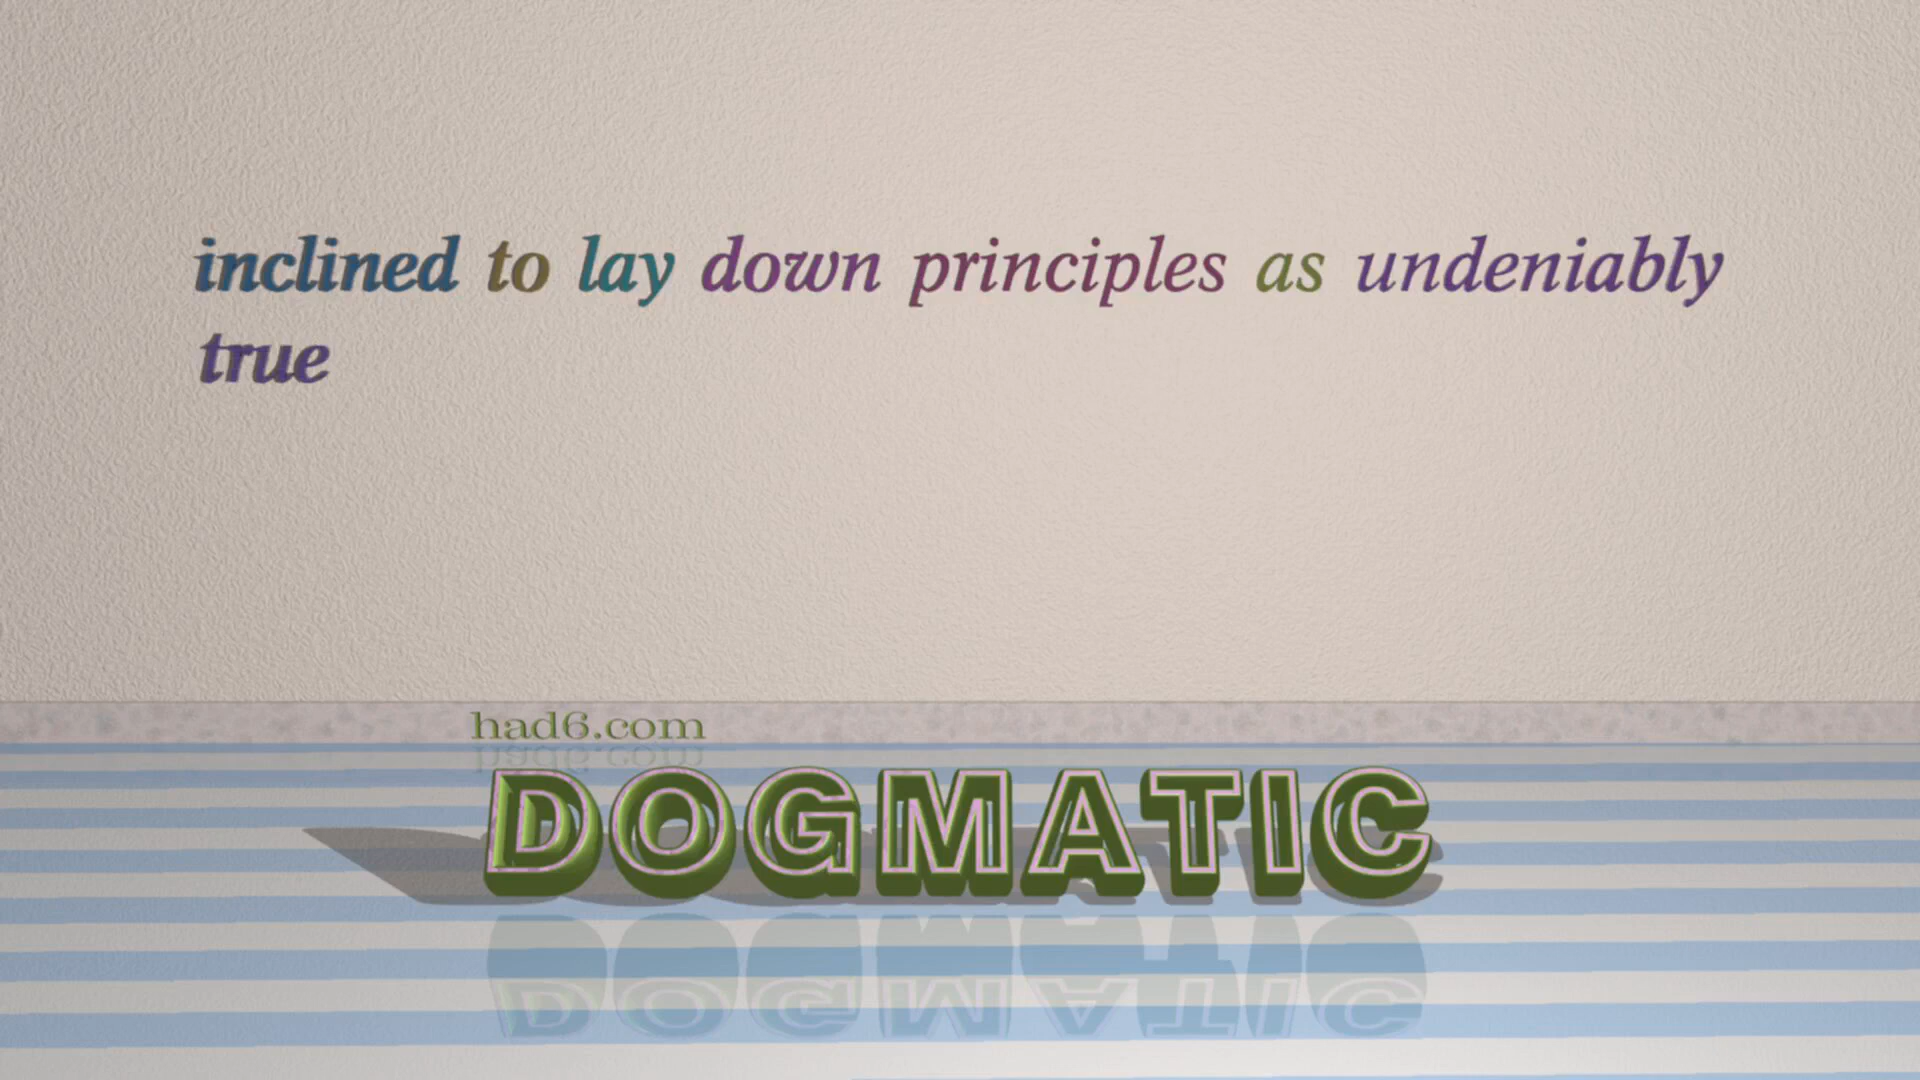 inclined to lay down principles as undeniably
true
had6.com
DOGMATIC